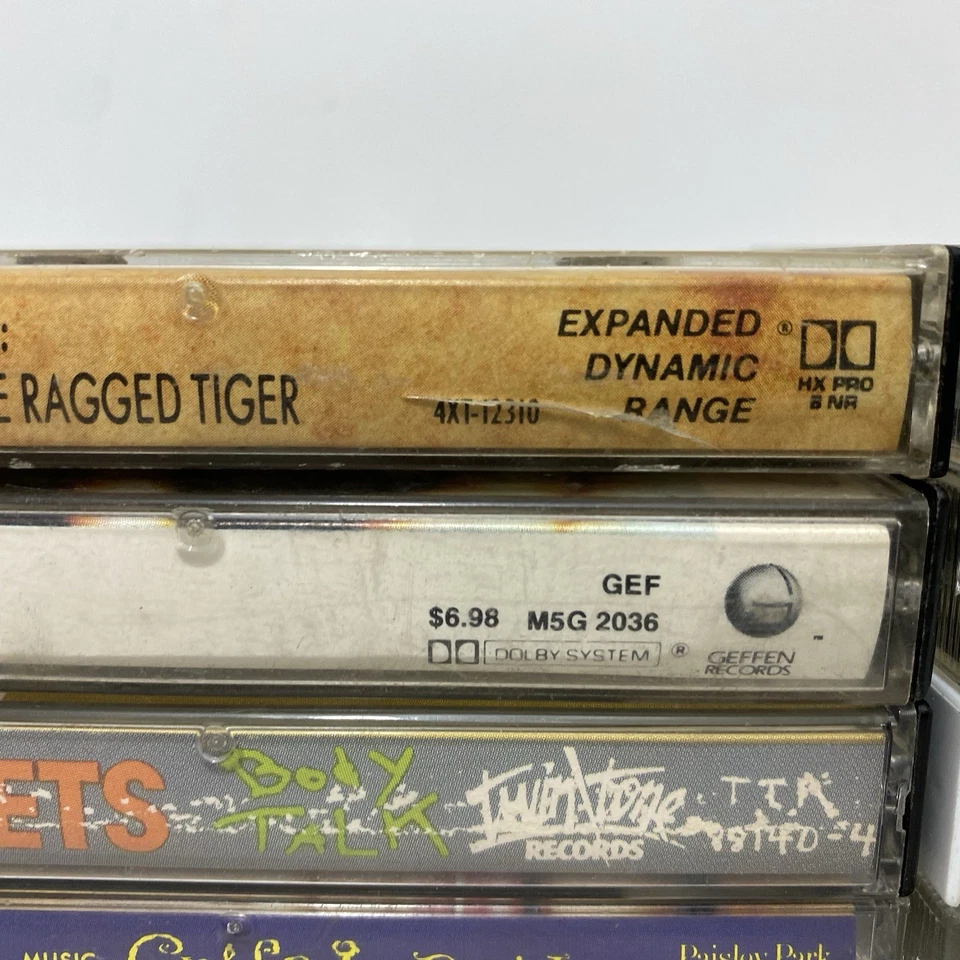 :
E RAGGED TIGER
4XT-12310
EXPANDED
DYNAMIC
RANGE
®
HX PRO
B NR
GEF
$6.98 M5G 2036
DOLBY SYSTEM ®
™
GEFFEN
RECORDS
ETS
BODY
TALK
Twin/Tone
RECORDS
TTR
88140-4
MUSIC
Paisley Park